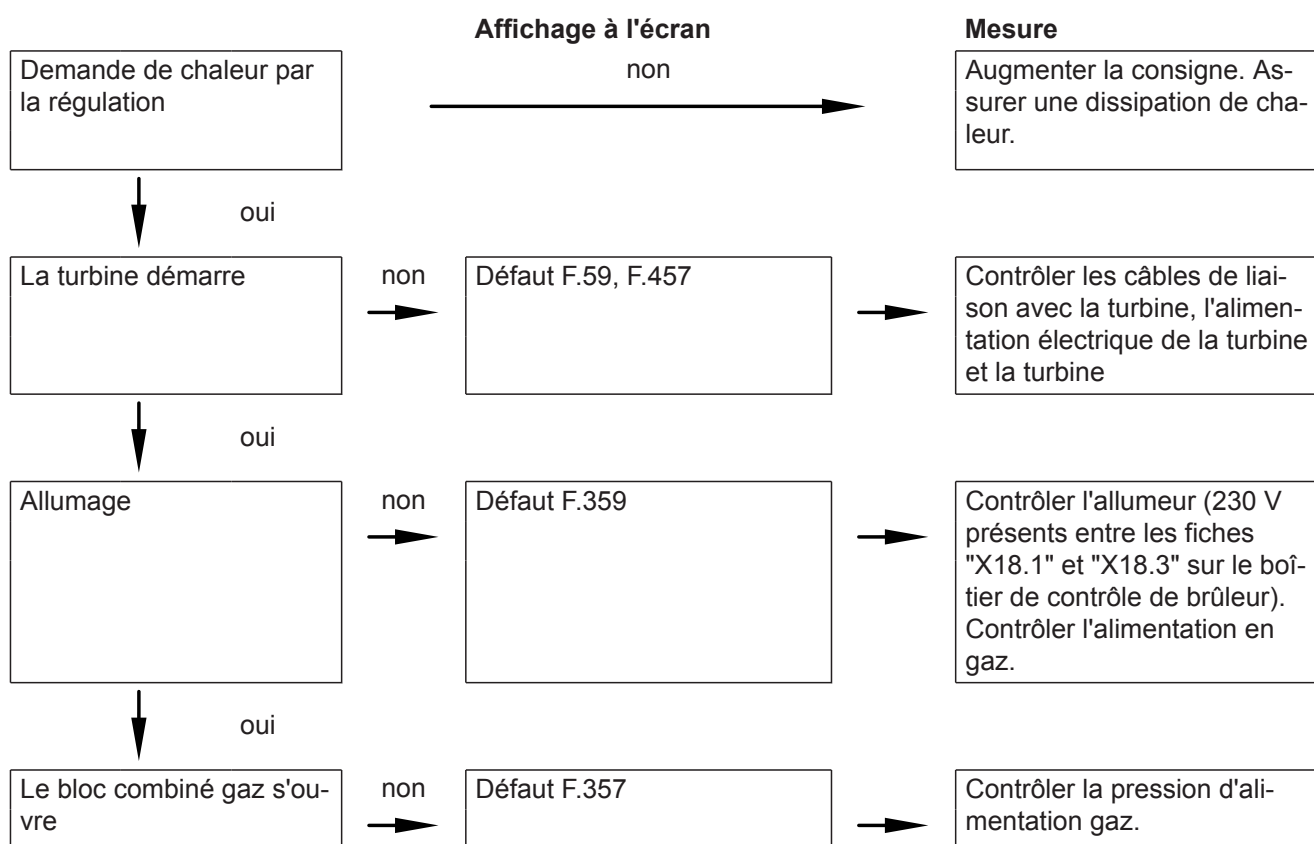 Affichage à l'écran
Mesure
Demande de chaleur par
la régulation
non
Augmenter la consigne. As-
surer une dissipation de cha-
leur.
oui
La turbine démarre
non
Défaut F.59, F.457
Contrôler les câbles de liai-
son avec la turbine, l'alimen-
tation électrique de la turbine
et la turbine
oui
Allumage
non
Défaut F.359
Contrôler l'allumeur (230 V
présents entre les fiches
"X18.1" et "X18.3" sur le boî-
tier de contrôle de brûleur).
Contrôler l'alimentation en
gaz.
oui
Le bloc combiné gaz s'ou-
vre
non
Défaut F.357
Contrôler la pression d'ali-
mentation gaz.